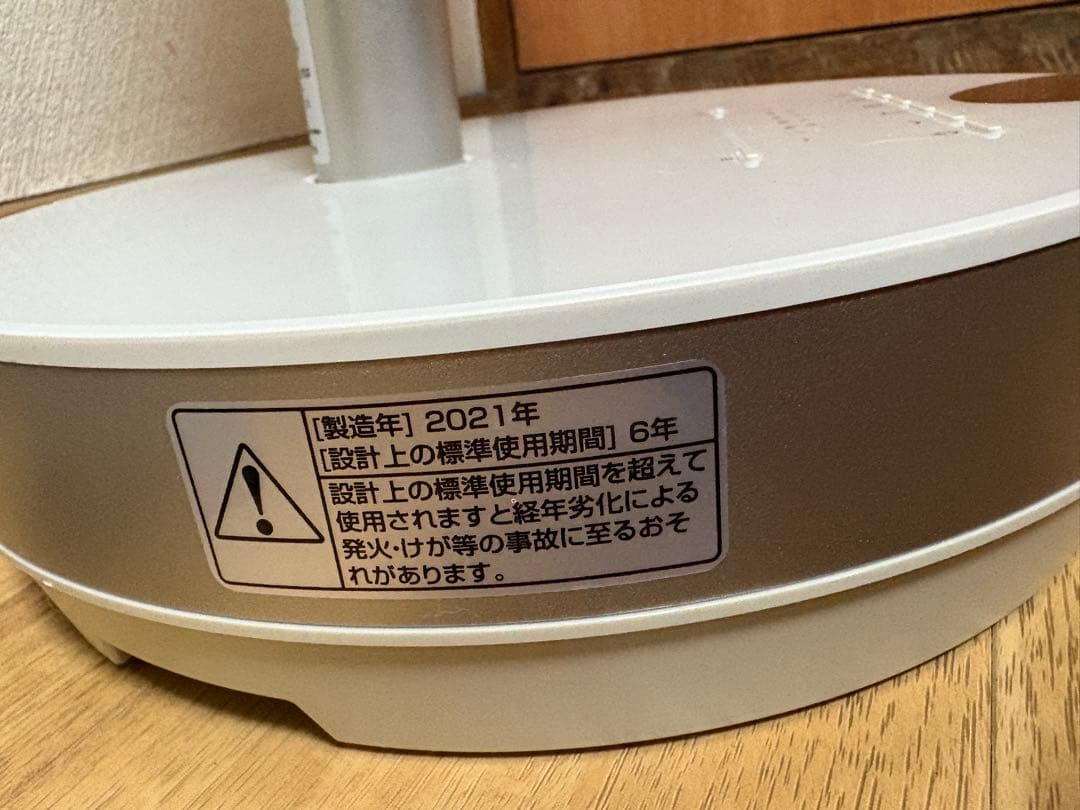 [製造年] 2021年
[設計上の標準使用期間] 6年
設計上の標準使用期間を超えて
使用されますと経年劣化による
発火・けが等の事故に至るおそ
れがあります。